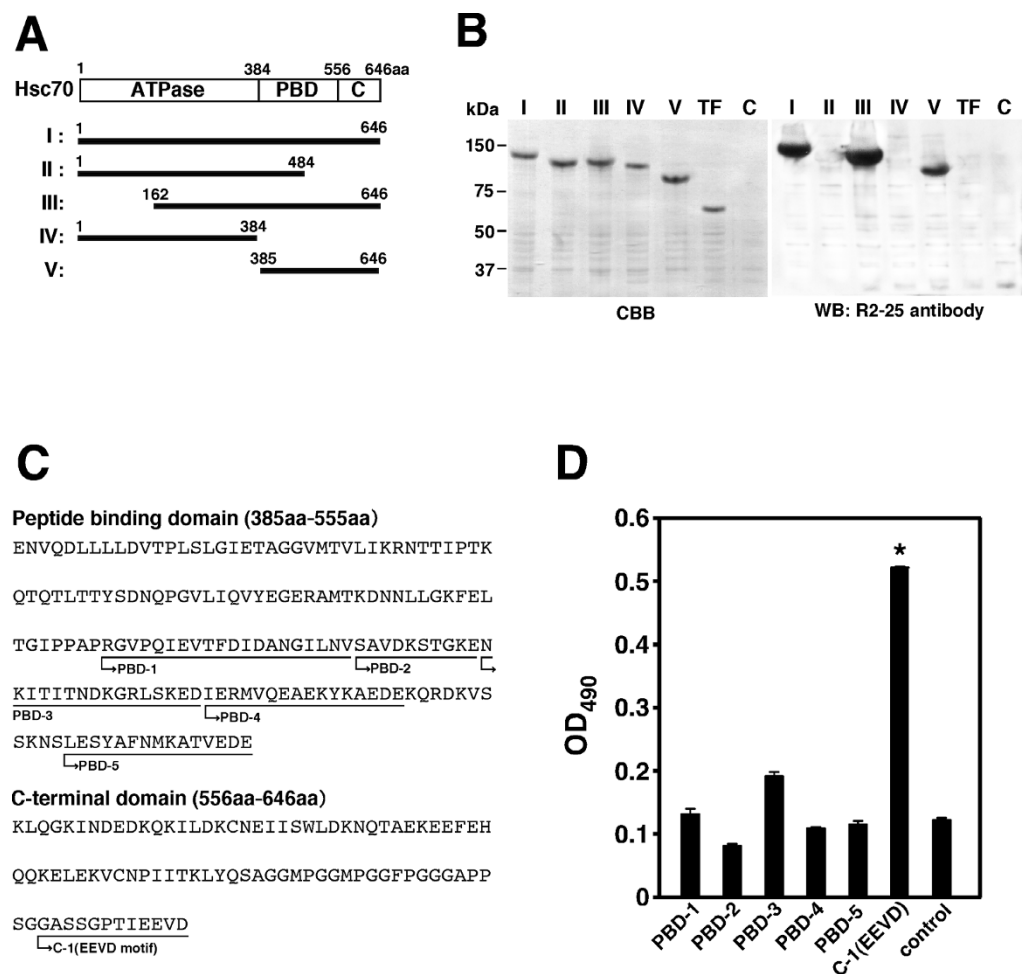 A
1 384 556 646aa
Hsc70 ATPase PBD C
I : 1 646
II : 1 484
III: 162 646
IV: 1 384
V: 385 646
B
kDa I II III IV V TF C I II III IV V TF C
150
75
50
37
CBB WB: R2-25 antibody
C
Peptide binding domain (385aa-555aa)
ENVQDLLLLDVTPLSLGIETAGGVMTVLIKRNTTIPTK
QTQTLTTYSDNQPGVLIQVYEGERAMTKDNNLLGKFEL
TGIPPAPRGVPQIEVTFDIDANGILNVSAVDKSTGKEN
PBD-1 PBD-2
KITITNDKGRLSKEDIERMVQEAEKYKAEDEKQRDKVS
PBD-3 PBD-4
SKNSLESYAFNMKATVEDE
PBD-5
C-terminal domain (556aa-646aa)
KLQGKINDEDKQKILDKCNEIISWLDKNQTAEKEEFEH
QQKELEKVCNPIITKLYQSAGGMPGGMPGGFPGGGAPP
SGGASSGPTIEEVD
C-1(EEVD motif)
D
0.6
0.5
0.4
0.3
0.2
0.1
0
OD490
*
PBD-1 PBD-2 PBD-3 PBD-4 PBD-5 C-1(EEVD) control